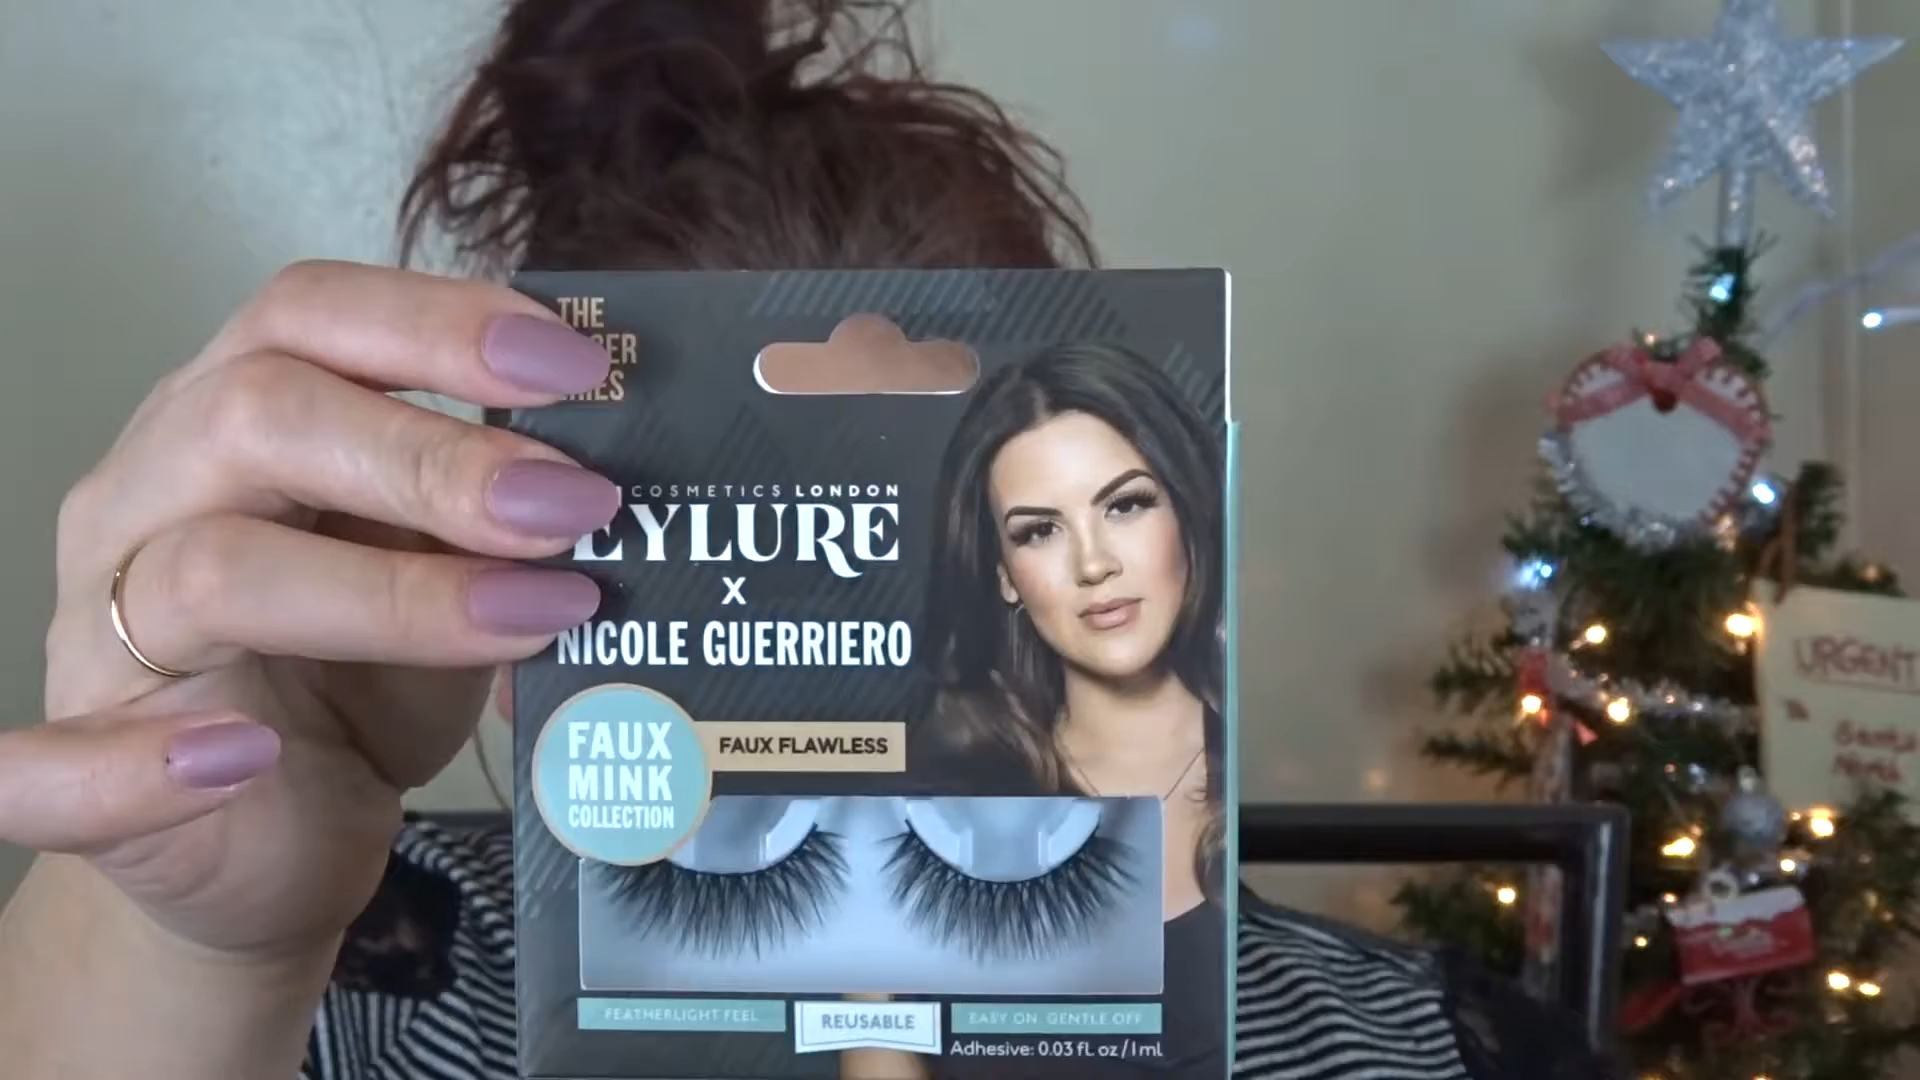 THE
COSMETICS LONDON
EYLURE
X
NICOLE GUERRIERO
FAUX
MINK
COLLECTION
FAUX FLAWLESS
FEATHERLIGHT FEEL
REUSABLE
EASY ON. GENTLE OFF
Adhesive: 0.03 fl. oz / 1 ml
URGENT